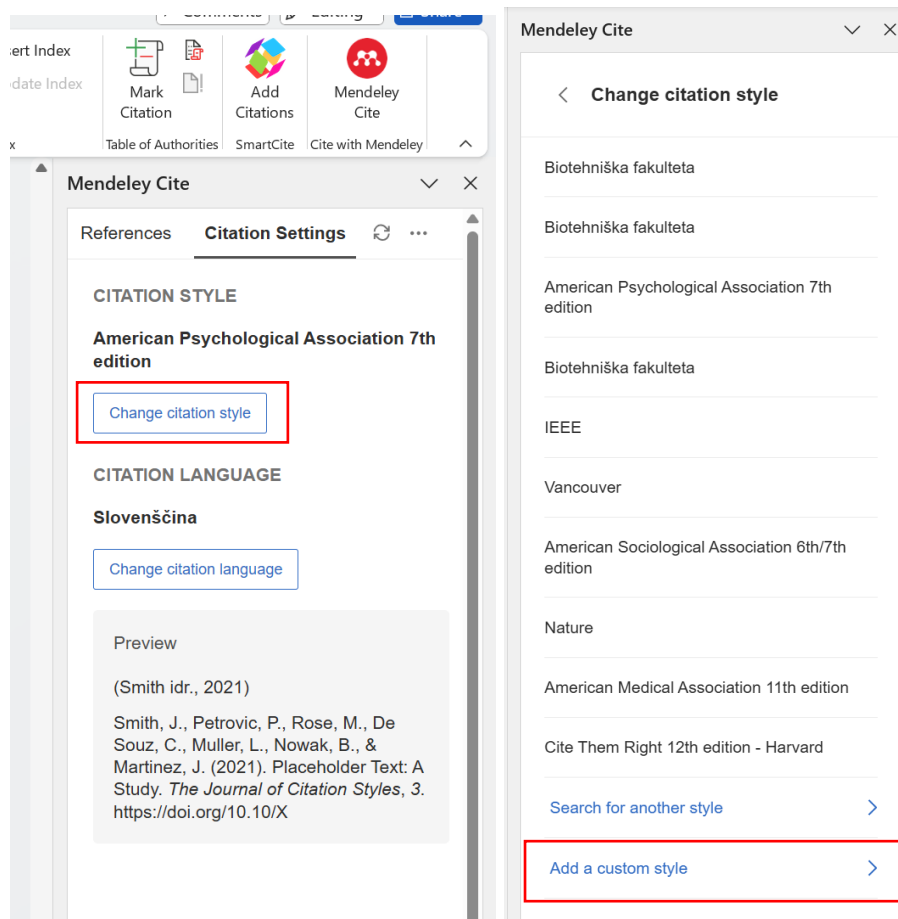 Comments
Editing
Share
sert Index
pdate Index
Mark
Citation
Add
Citations
Mendeley
Cite
x
Table of Authorities
SmartCite
Cite with Mendeley
Mendeley Cite
References
Citation Settings
CITATION STYLE
American Psychological Association 7th
edition
Change citation style
CITATION LANGUAGE
Slovenščina
Change citation language
Preview
(Smith idr., 2021)
Smith, J., Petrovic, P., Rose, M., De
Souz, C., Muller, L., Nowak, B., &
Martinez, J. (2021). Placeholder Text: A
Study. The Journal of Citation Styles, 3.
https://doi.org/10.10/X
Mendeley Cite
Change citation style
Biotehniška fakulteta
Biotehniška fakulteta
American Psychological Association 7th
edition
Biotehniška fakulteta
IEEE
Vancouver
American Sociological Association 6th/7th
edition
Nature
American Medical Association 11th edition
Cite Them Right 12th edition - Harvard
Search for another style
Add a custom style